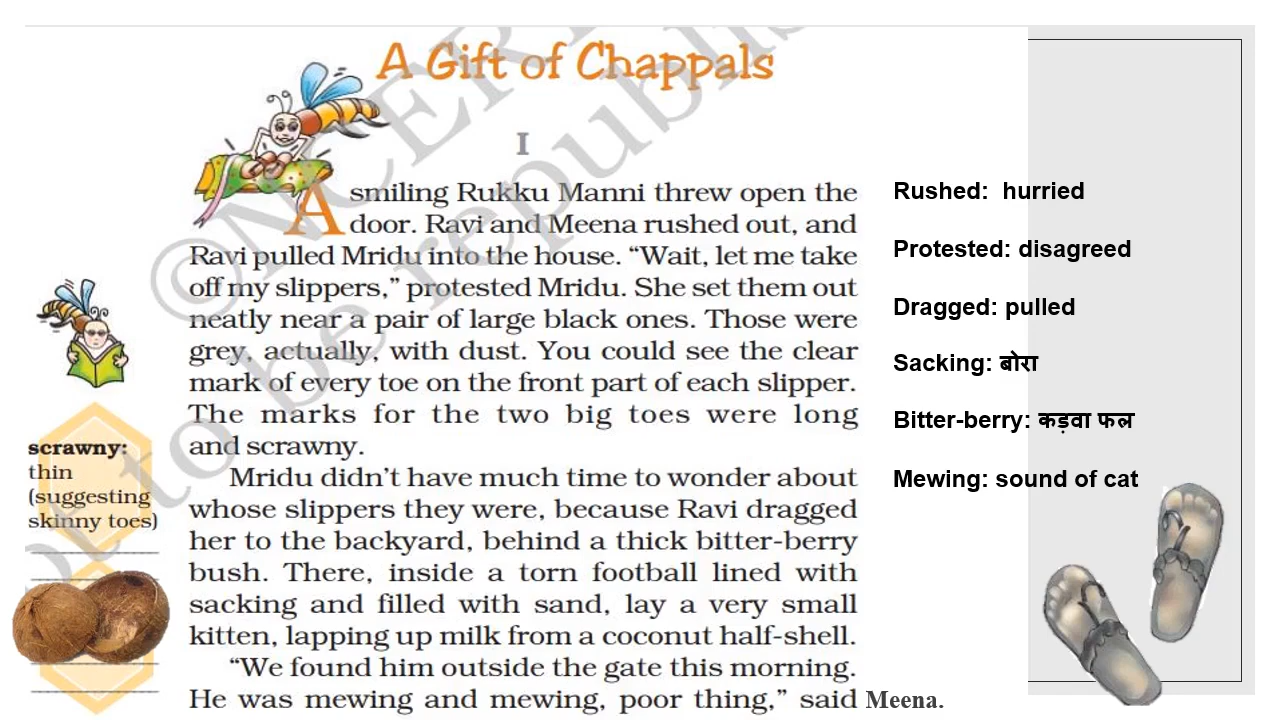 A Gift of Chappals
I
A smiling Rukku Manni threw open the
door. Ravi and Meena rushed out, and
Ravi pulled Mridu into the house. “Wait, let me take
off my slippers,” protested Mridu. She set them out
neatly near a pair of large black ones. Those were
grey, actually, with dust. You could see the clear
mark of every toe on the front part of each slipper.
The marks for the two big toes were long
and scrawny.
Mridu didn’t have much time to wonder about
whose slippers they were, because Ravi dragged
her to the backyard, behind a thick bitter-berry
bush. There, inside a torn football lined with
sacking and filled with sand, lay a very small
kitten, lapping up milk from a coconut half-shell.
“We found him outside the gate this morning.
He was mewing and mewing, poor thing,” said Meena.
scrawny:
thin
(suggesting
skinny toes)
Rushed: hurried
Protested: disagreed
Dragged: pulled
Sacking: बोरा
Bitter-berry: कड़वा फल
Mewing: sound of cat
© NCERT
not to be republis